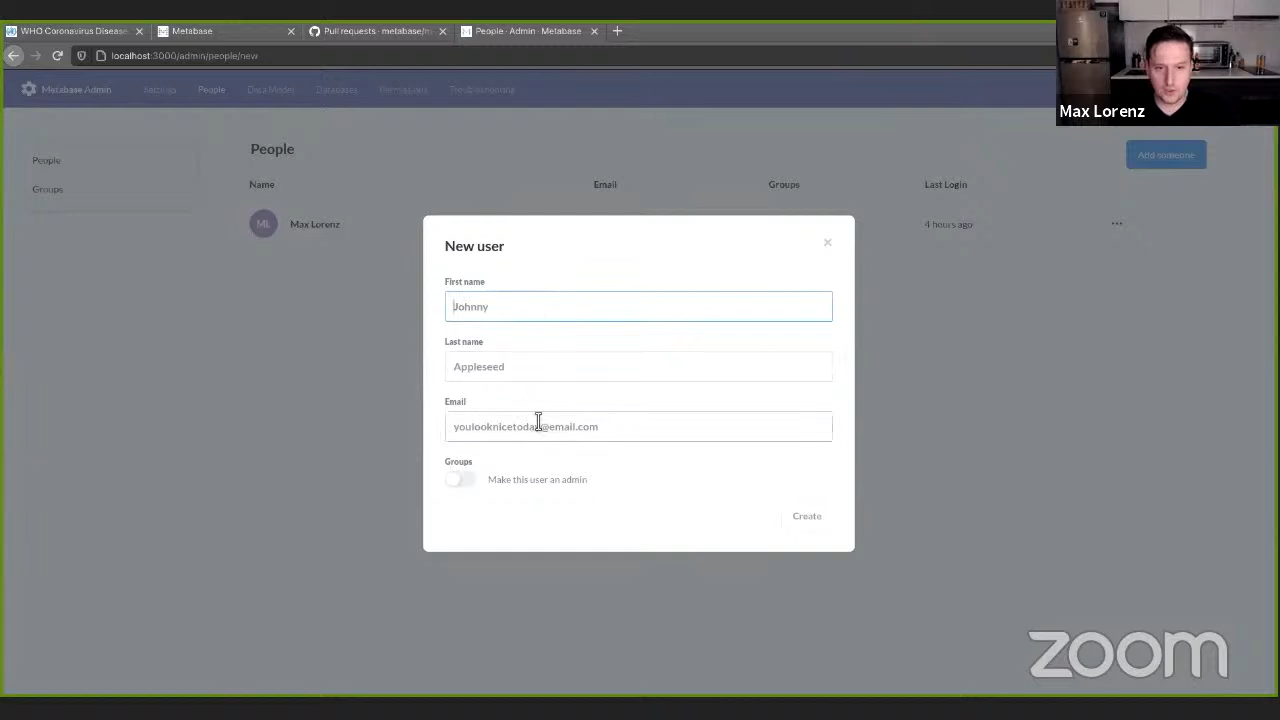 WHO Coronavirus Disease
Metabase
Pull requests · metabase/m
People · Admin · Metabase
localhost:3000/admin/people/new
Metabase Admin
Settings
People
Data Model
Databases
Permissions
Troubleshooting
Max Lorenz
People
Groups
People
Add someone
Name
Email
Groups
Last Login
ML
Max Lorenz
4 hours ago
New user
First name
Johnny
Last name
Appleseed
Email
youlooknicetoday@email.com
Groups
Make this user an admin
Create
zoom